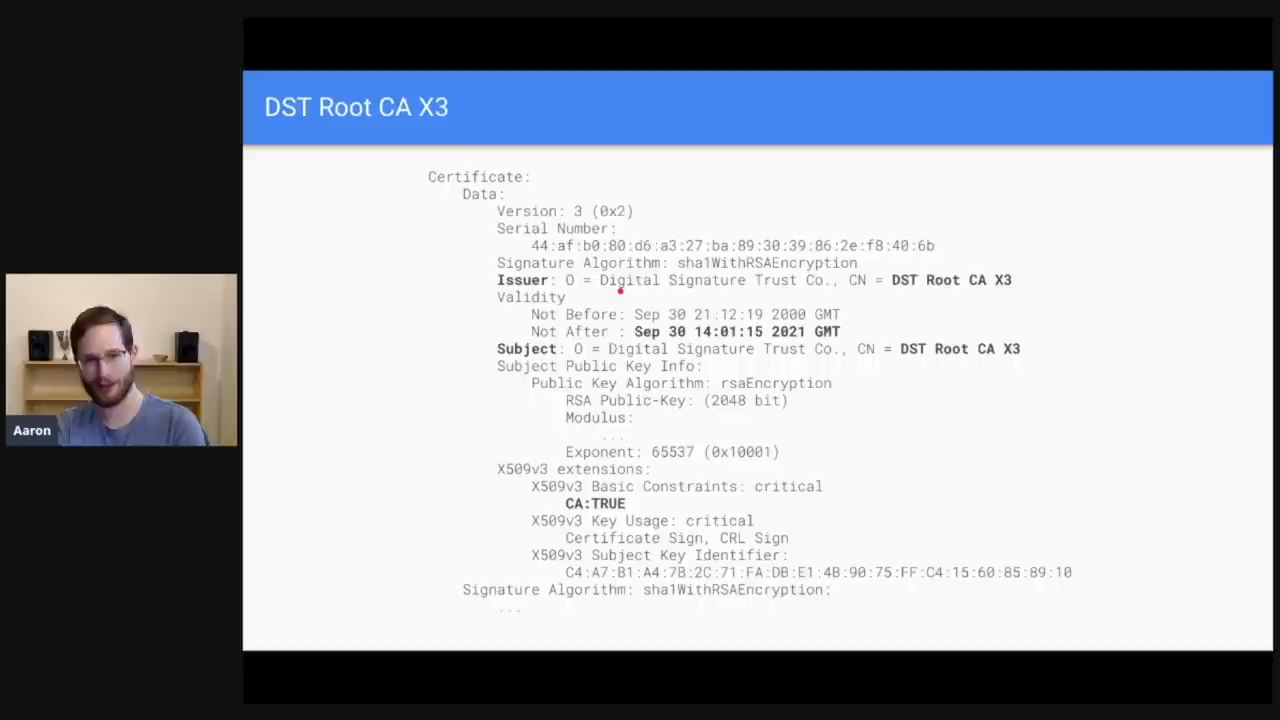 DST Root CA X3
Certificate:
Data:
Version: 3 (0x2)
Serial Number:
44:af:b0:80:d6:a3:27:ba:89:30:39:86:2e:f8:40:6b
Signature Algorithm: sha1WithRSAEncryption
Issuer: O = Digital Signature Trust Co., CN = DST Root CA X3
Validity
Not Before: Sep 30 21:12:19 2000 GMT
Not After : Sep 30 14:01:15 2021 GMT
Subject: O = Digital Signature Trust Co., CN = DST Root CA X3
Subject Public Key Info:
Public Key Algorithm: rsaEncryption
RSA Public-Key: (2048 bit)
Modulus:
...
Exponent: 65537 (0x10001)
X509v3 extensions:
X509v3 Basic Constraints: critical
CA:TRUE
X509v3 Key Usage: critical
Certificate Sign, CRL Sign
X509v3 Subject Key Identifier:
C4:A7:B1:A4:7B:2C:71:FA:DB:E1:4B:90:75:FF:C4:15:60:85:89:10
Signature Algorithm: sha1WithRSAEncryption:
...
Aaron